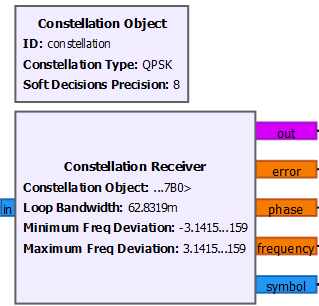 Constellation Object
ID: constellation
Constellation Type: QPSK
Soft Decisions Precision: 8
Constellation Receiver
Constellation Object: ...7B0>
Loop Bandwidth: 62.8319m
Minimum Freq Deviation: -3.1415...159
Maximum Freq Deviation: 3.1415...159
in
out
error
phase
frequency
symbol